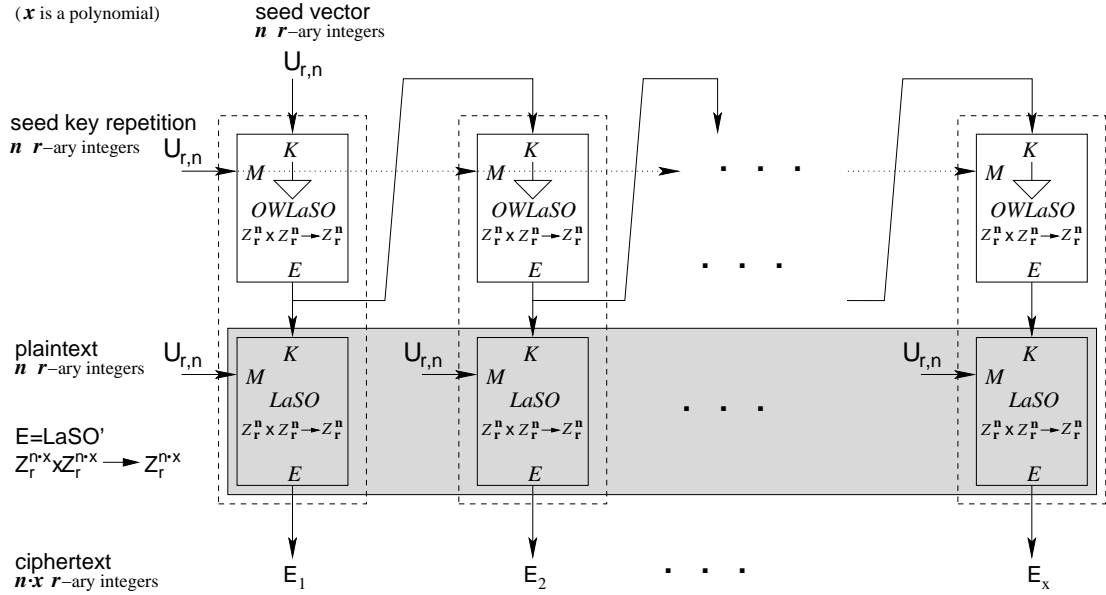 ( x is a polynomial)
seed vector
n r–ary integers
U_{r,n}
seed key repetition
n r–ary integers
U_{r,n}
K
M
OWLaSO
Z_r^n x Z_r^n → Z_r^n
E
K
M
OWLaSO
Z_r^n x Z_r^n → Z_r^n
E
. . .
. . .
K
M
OWLaSO
Z_r^n x Z_r^n → Z_r^n
E
plaintext
n r–ary integers
U_{r,n}
K
M
LaSO
Z_r^n x Z_r^n → Z_r^n
E
U_{r,n}
K
M
LaSO
Z_r^n x Z_r^n → Z_r^n
E
. . .
U_{r,n}
K
M
LaSO
Z_r^n x Z_r^n → Z_r^n
E
E=LaSO'
Z_r^{n·x} x Z_r^{n·x} → Z_r^{n·x}
ciphertext
n·x r–ary integers
E_1
E_2
. . .
E_x